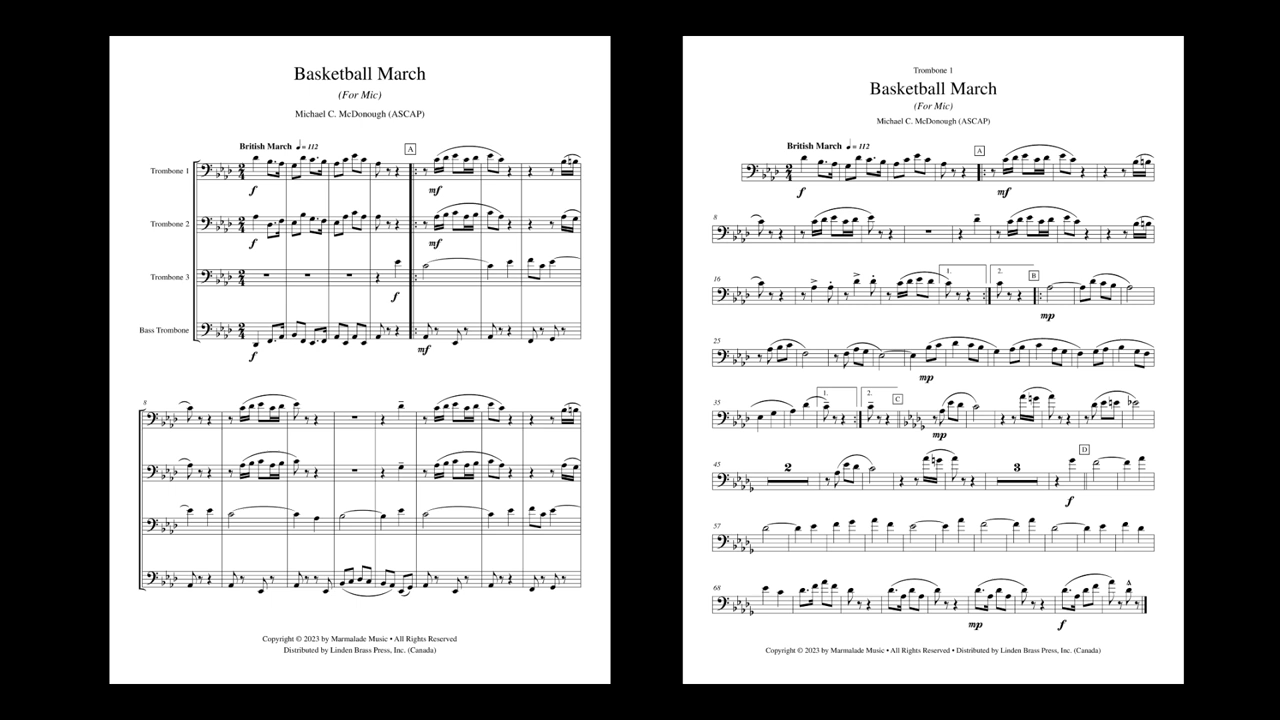 Basketball March
(For Mic)
Michael C. McDonough (ASCAP)
British March ♩ = 112
A
Trombone 1
f
mf
Trombone 2
f
mf
Trombone 3
f
Bass Trombone
f
mf
8
Copyright © 2023 by Marmalade Music • All Rights Reserved
Distributed by Linden Brass Press, Inc. (Canada)
Trombone 1
Basketball March
(For Mic)
Michael C. McDonough (ASCAP)
British March ♩ = 112
A
f
mf
8
16
1.
2.
B
mp
25
mp
35
1.
2.
C
mp
45
2
3
D
f
57
68
mp
f
Copyright © 2023 by Marmalade Music • All Rights Reserved • Distributed by Linden Brass Press, Inc. (Canada)